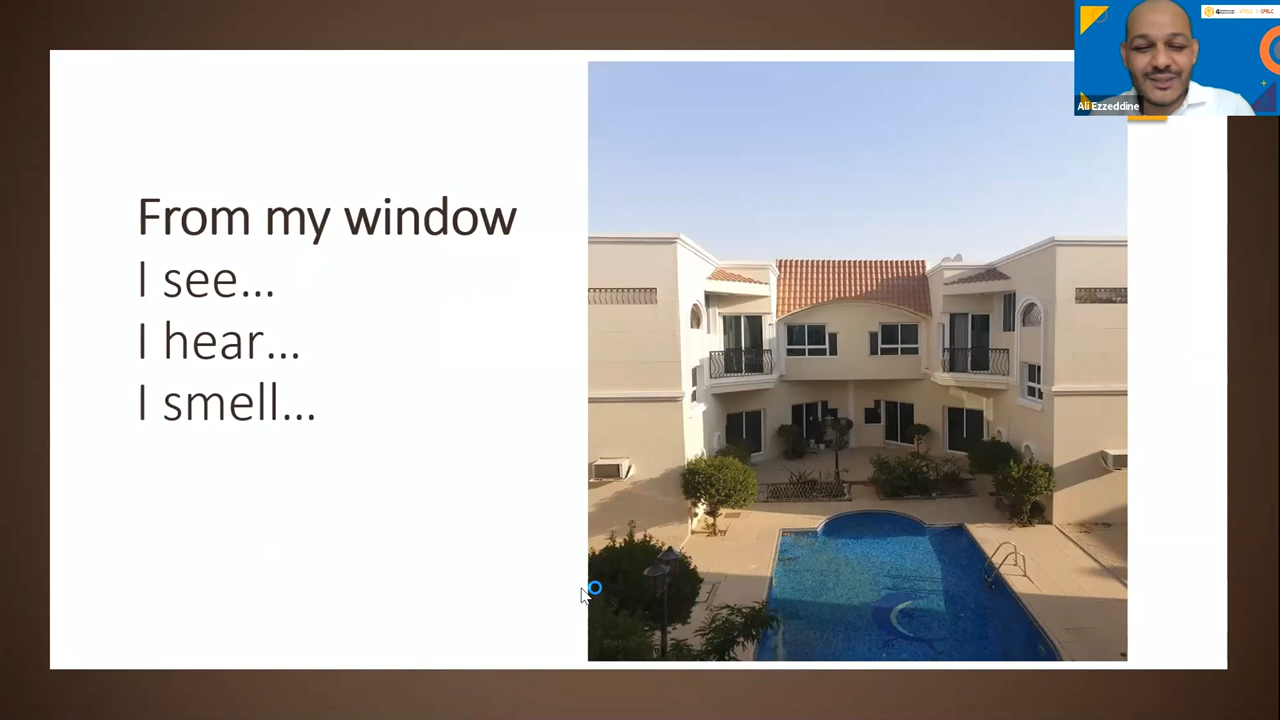 From my window
I see...
I hear...
I smell...
Ali Ezzeddine